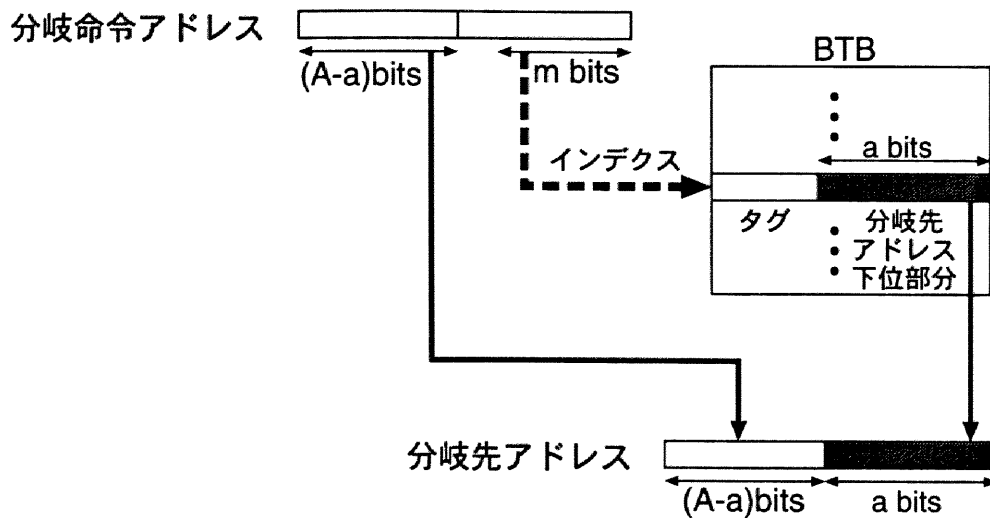 分岐命令アドレス
(A-a)bits
m bits
BTB
a bits
インデクス
タグ
分岐先
アドレス
下位部分
分岐先アドレス
(A-a)bits
a bits